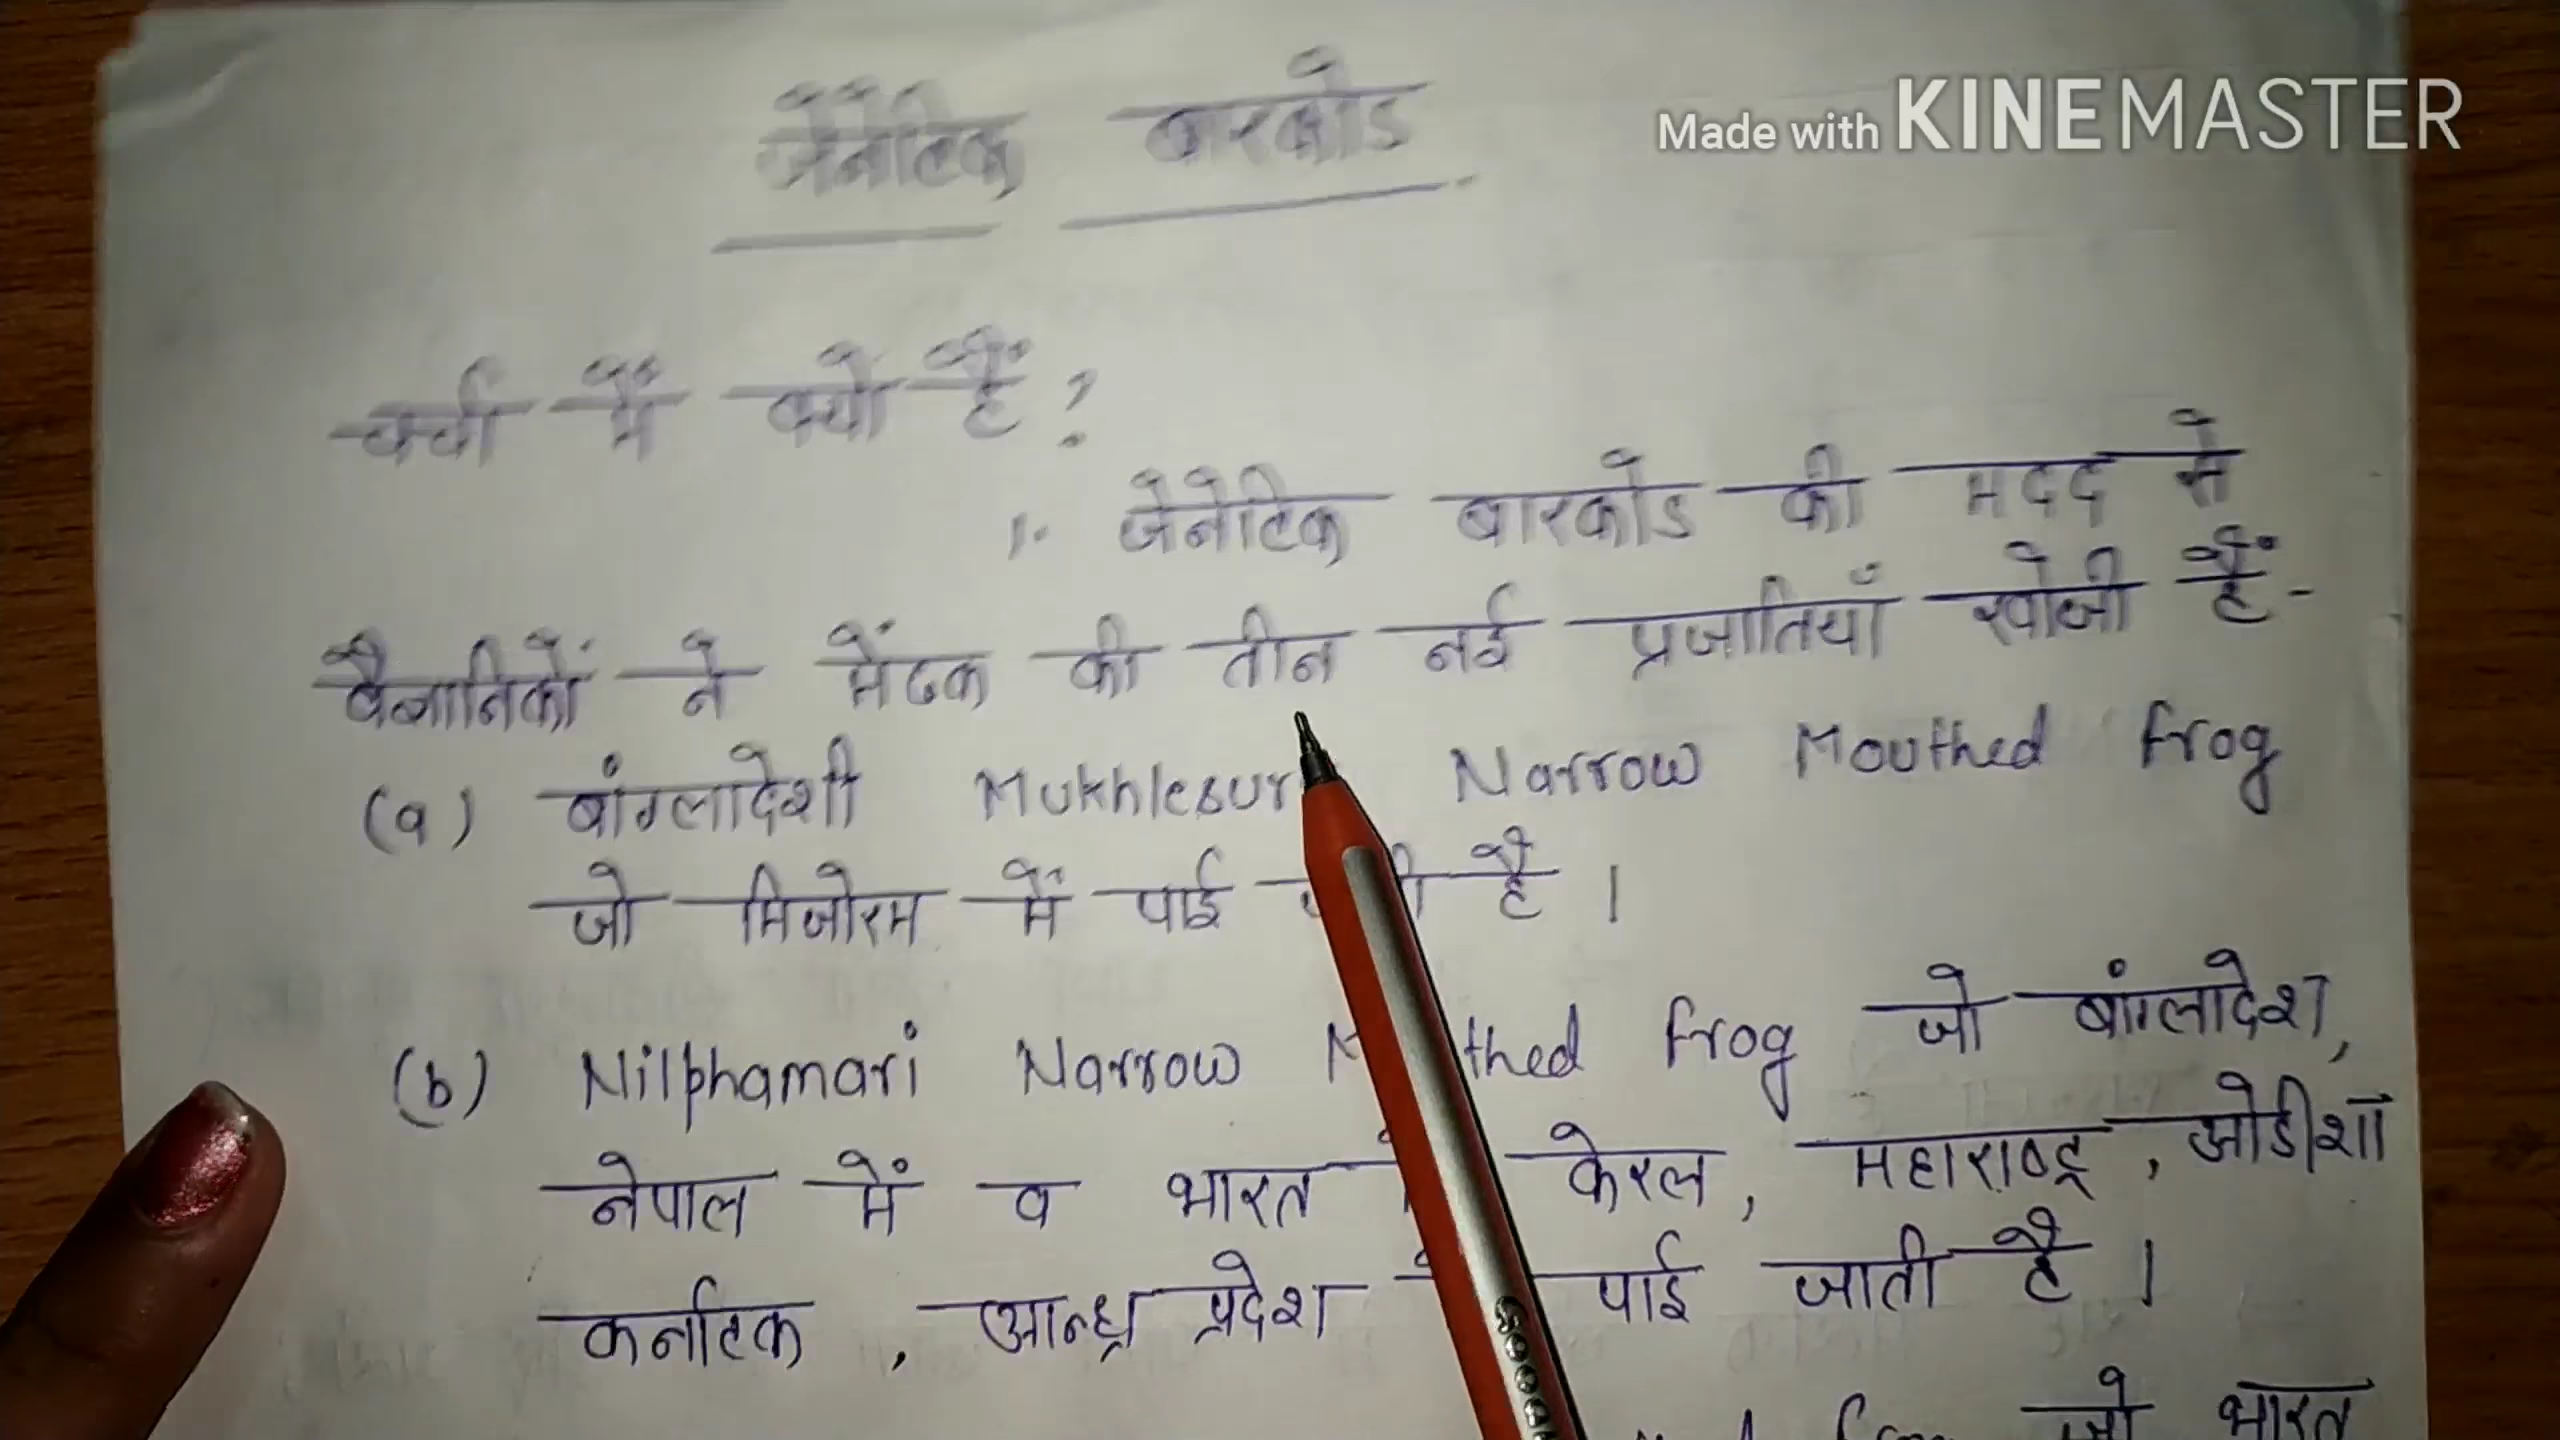 Made with KINEMASTER
जेनेटिक बारकोड
चर्चा में क्यों हैं?
1. जेनेटिक बारकोड की मदद से
वैज्ञानिकों ने मेंढक की तीन नई प्रजातियाँ खोजी हैं-
(a) बांग्लादेशी Mukhlesur Narrow Mouthed Frog
जो मिजोरम में पाई है।
(b) Nilphamari Narrow Frog जो बांग्लादेश,
नेपाल में व भारत केरल, महाराष्ट्र, ओडीशा
कर्नाटक, आन्ध्र प्रदेश पाई जाती है।
जो भारत